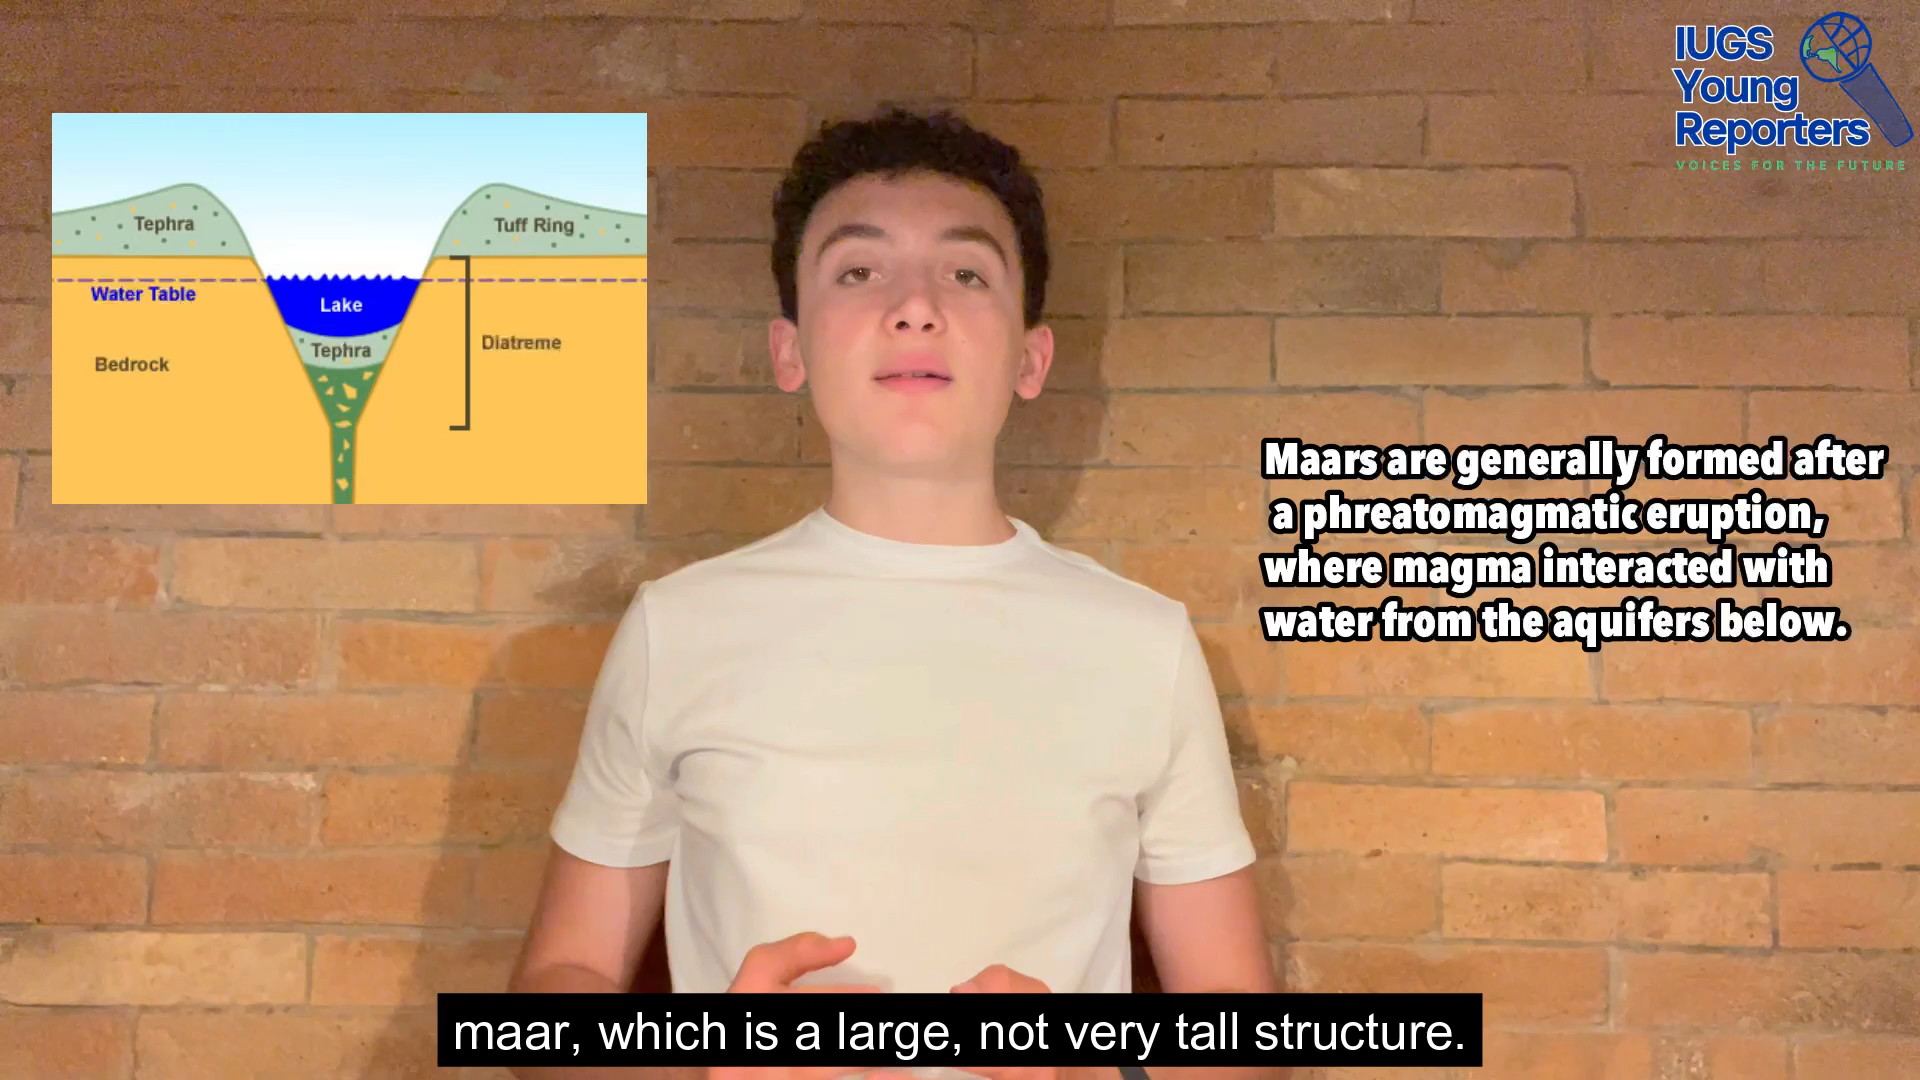 IUGS
Young
Reporters
VOICES FOR THE FUTURE
Tephra
Tuff Ring
Water Table
Lake
Tephra
Diatreme
Bedrock
Maars are generally formed after
a phreatomagmatic eruption,
where magma interacted with
water from the aquifers below.
maar, which is a large, not very tall structure.